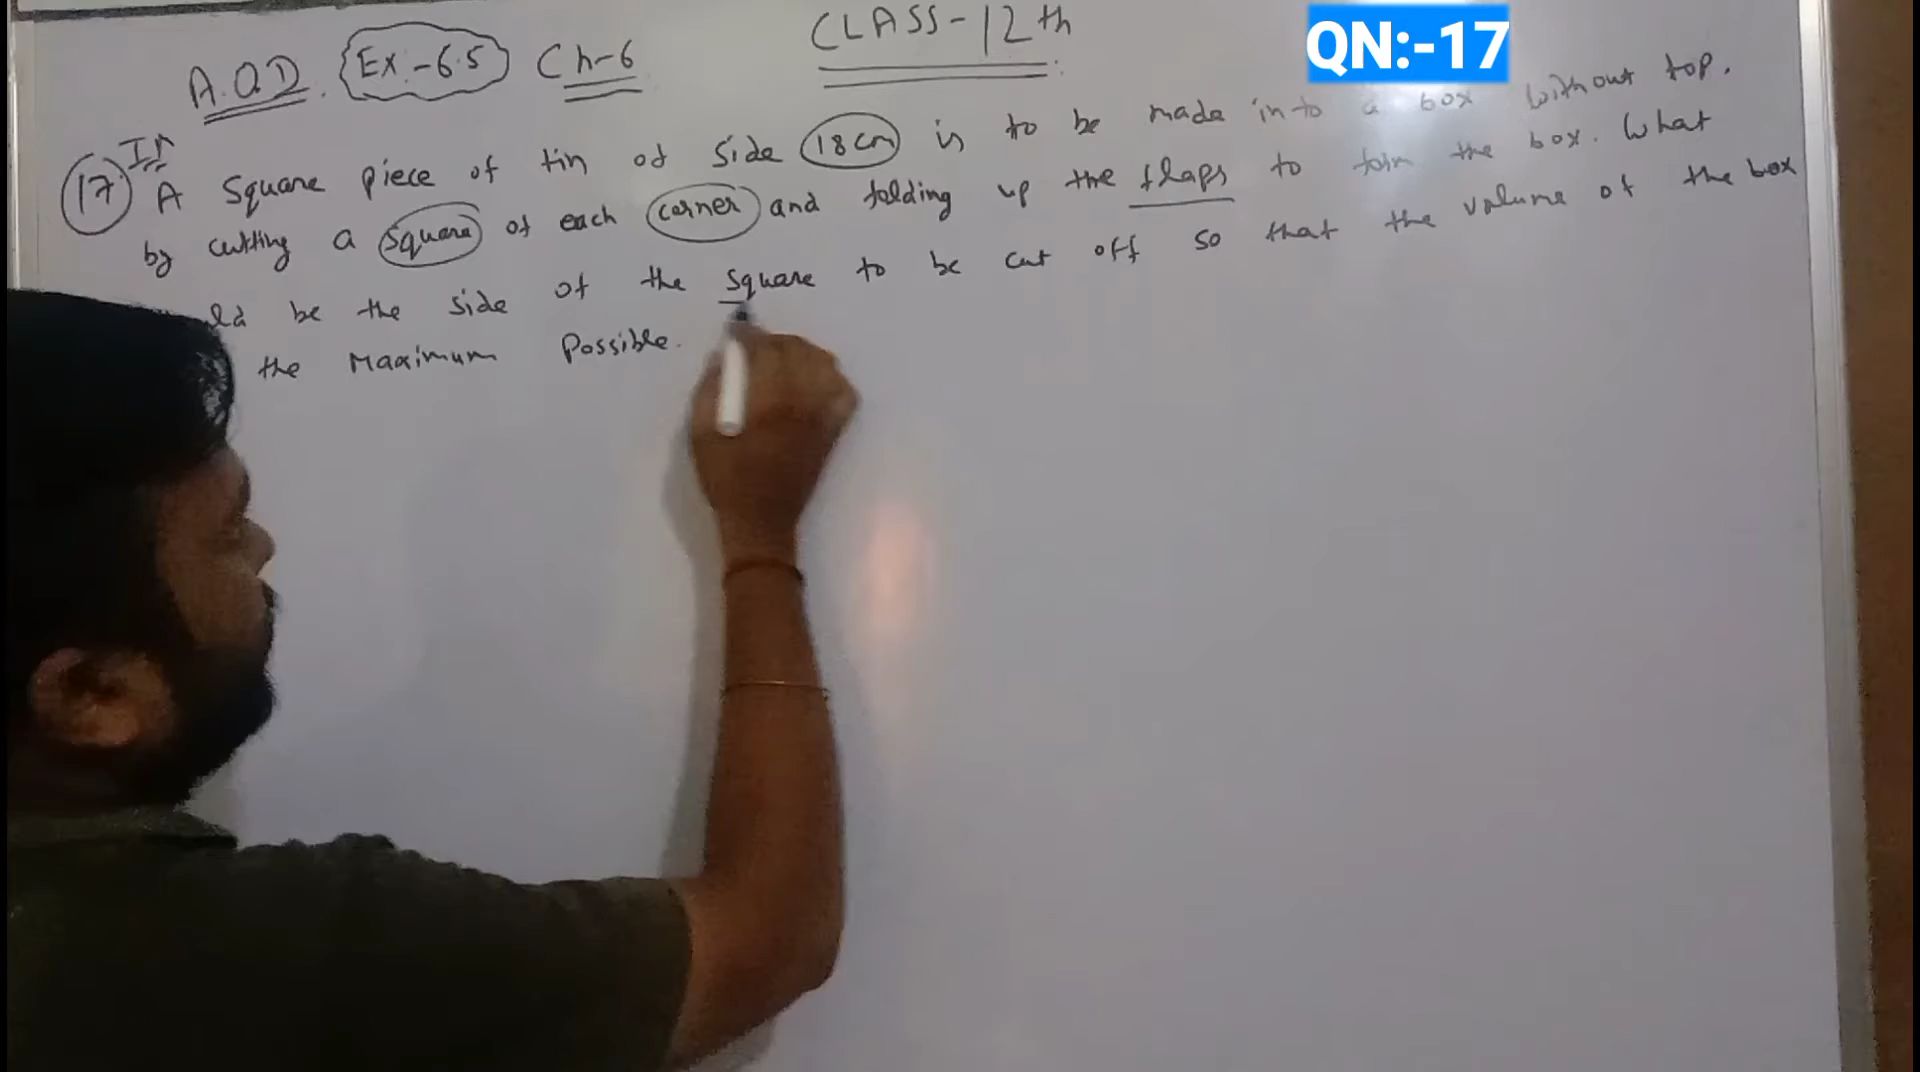 CLASS-12th
QN:-17
A.O.D. Ex-6.5 Ch-6
17 Im A square piece of tin of side 18cm is to be made into a box without top.
by cutting a square of each corner and folding up the flaps to form the box. What
be the side of the square to be cut off so that the volume of the box
the Maximum Possible.